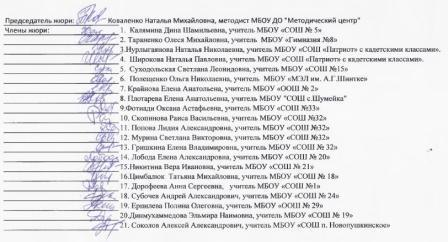 Председатель жюри: Коваленко Наталья Михайловна, методист МБОУ ДО "Методический центр"
Члены жюри: 1. Калинина Дина Шамильевна, учитель МБОУ «СОШ № 5»
2. Тараненко Олеся Михайловна, учитель МБОУ «Гимназия №8»
3.Нурлыганова Наталья Николаевна, учитель МБОУ «СОШ «Патриот» с кадетскими классами».
4. Широкова Наталья Павловна, учитель МБОУ «СОШ «Патриот» с кадетскими классами».
5. Суходольская Светлана Леонидовна, учитель МБОУ «СОШ №15»
6. Полещенко Ольга Николаевна, учитель МБОУ «МЭЛ им. А.Г.Шнитке»
7. Крайнова Елена Анатольевна, учитель МБОУ «ООШ № 2»
8. Плотарева Елена Анатольевна, учитель МБОУ "СОШ с.Шумейка"
9.Фотиади Оксана Астафьевна, учитель МБОУ «СОШ №33»
10. Скопинова Раиса Васильевна, учитель МБОУ «СОШ №32»
11. Попова Лидия Александровна, учитель МБОУ «СОШ №32»
12. Мурина Светлана Викторовна, учитель МБОУ «СОШ №32»
13. Гришкина Елена Владимировна, учитель МБОУ «СОШ № 32»
14. Лобода Елена Александровна, учитель МБОУ «СОШ № 20»
15.Никитина Вера Ивановна, учитель МБОУ «СОШ № 21»
16.Цимбалюк Татьяна Михайловна, учитель МБОУ «СОШ № 18»
17. Дорофеева Анна Сергеевна, учитель МБОУ «СОШ №1»
18. Субочев Андрей Александрович, учитель МБОУ «СОШ № 24»
19. Ершилева Полина Олеговна, учитель МБОУ «ООШ № 29»
20.Динмухаммедова Эльмира Наимовна, учитель МБОУ «СОШ № 19»
21. Соколов Алексей Александрович, учитель МБОУ «СОШ п. Новопушкинское»